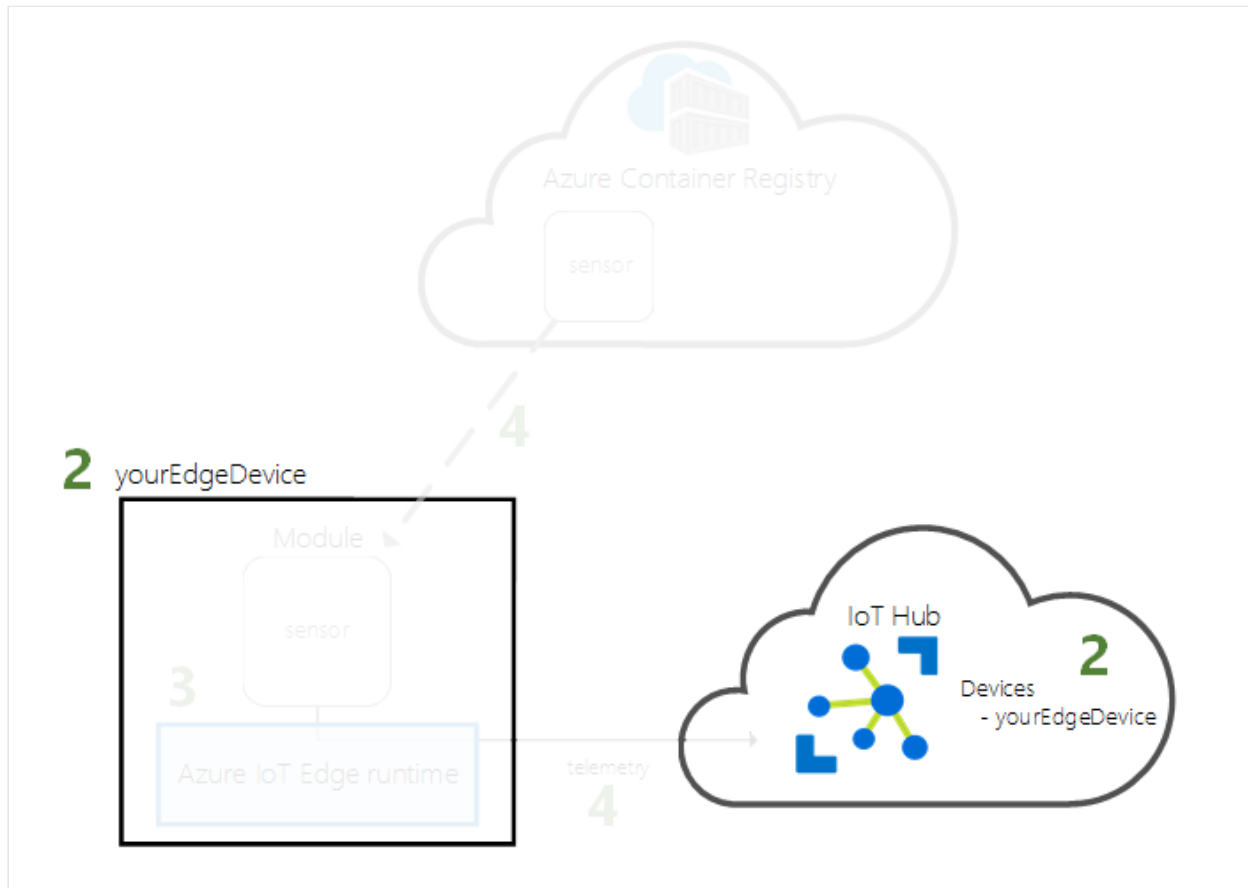 Azure Container Registry
sensor
4
2 yourEdgeDevice
Module
sensor
3
Azure IoT Edge runtime
telemetry
4
IoT Hub
2
Devices
- yourEdgeDevice